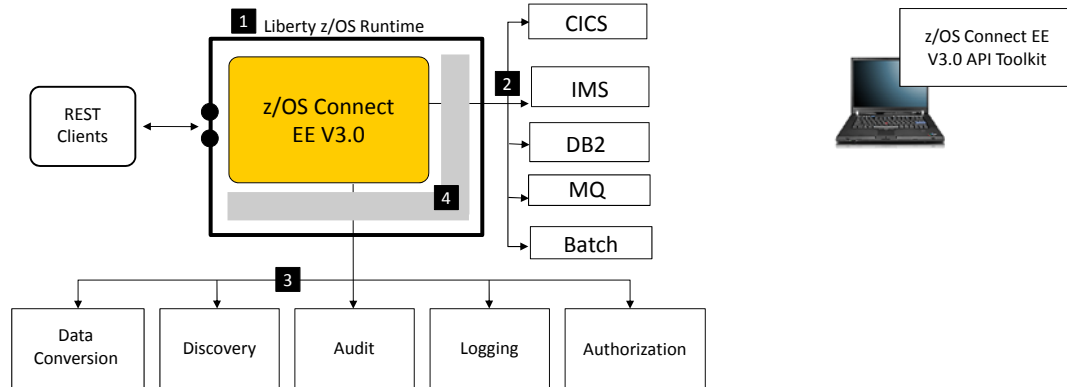 1 Liberty z/OS Runtime
z/OS Connect
EE V3.0
REST
Clients
2
CICS
IMS
DB2
MQ
Batch
4
3
Data
Conversion
Discovery
Audit
Logging
Authorization
z/OS Connect EE
V3.0 API Toolkit